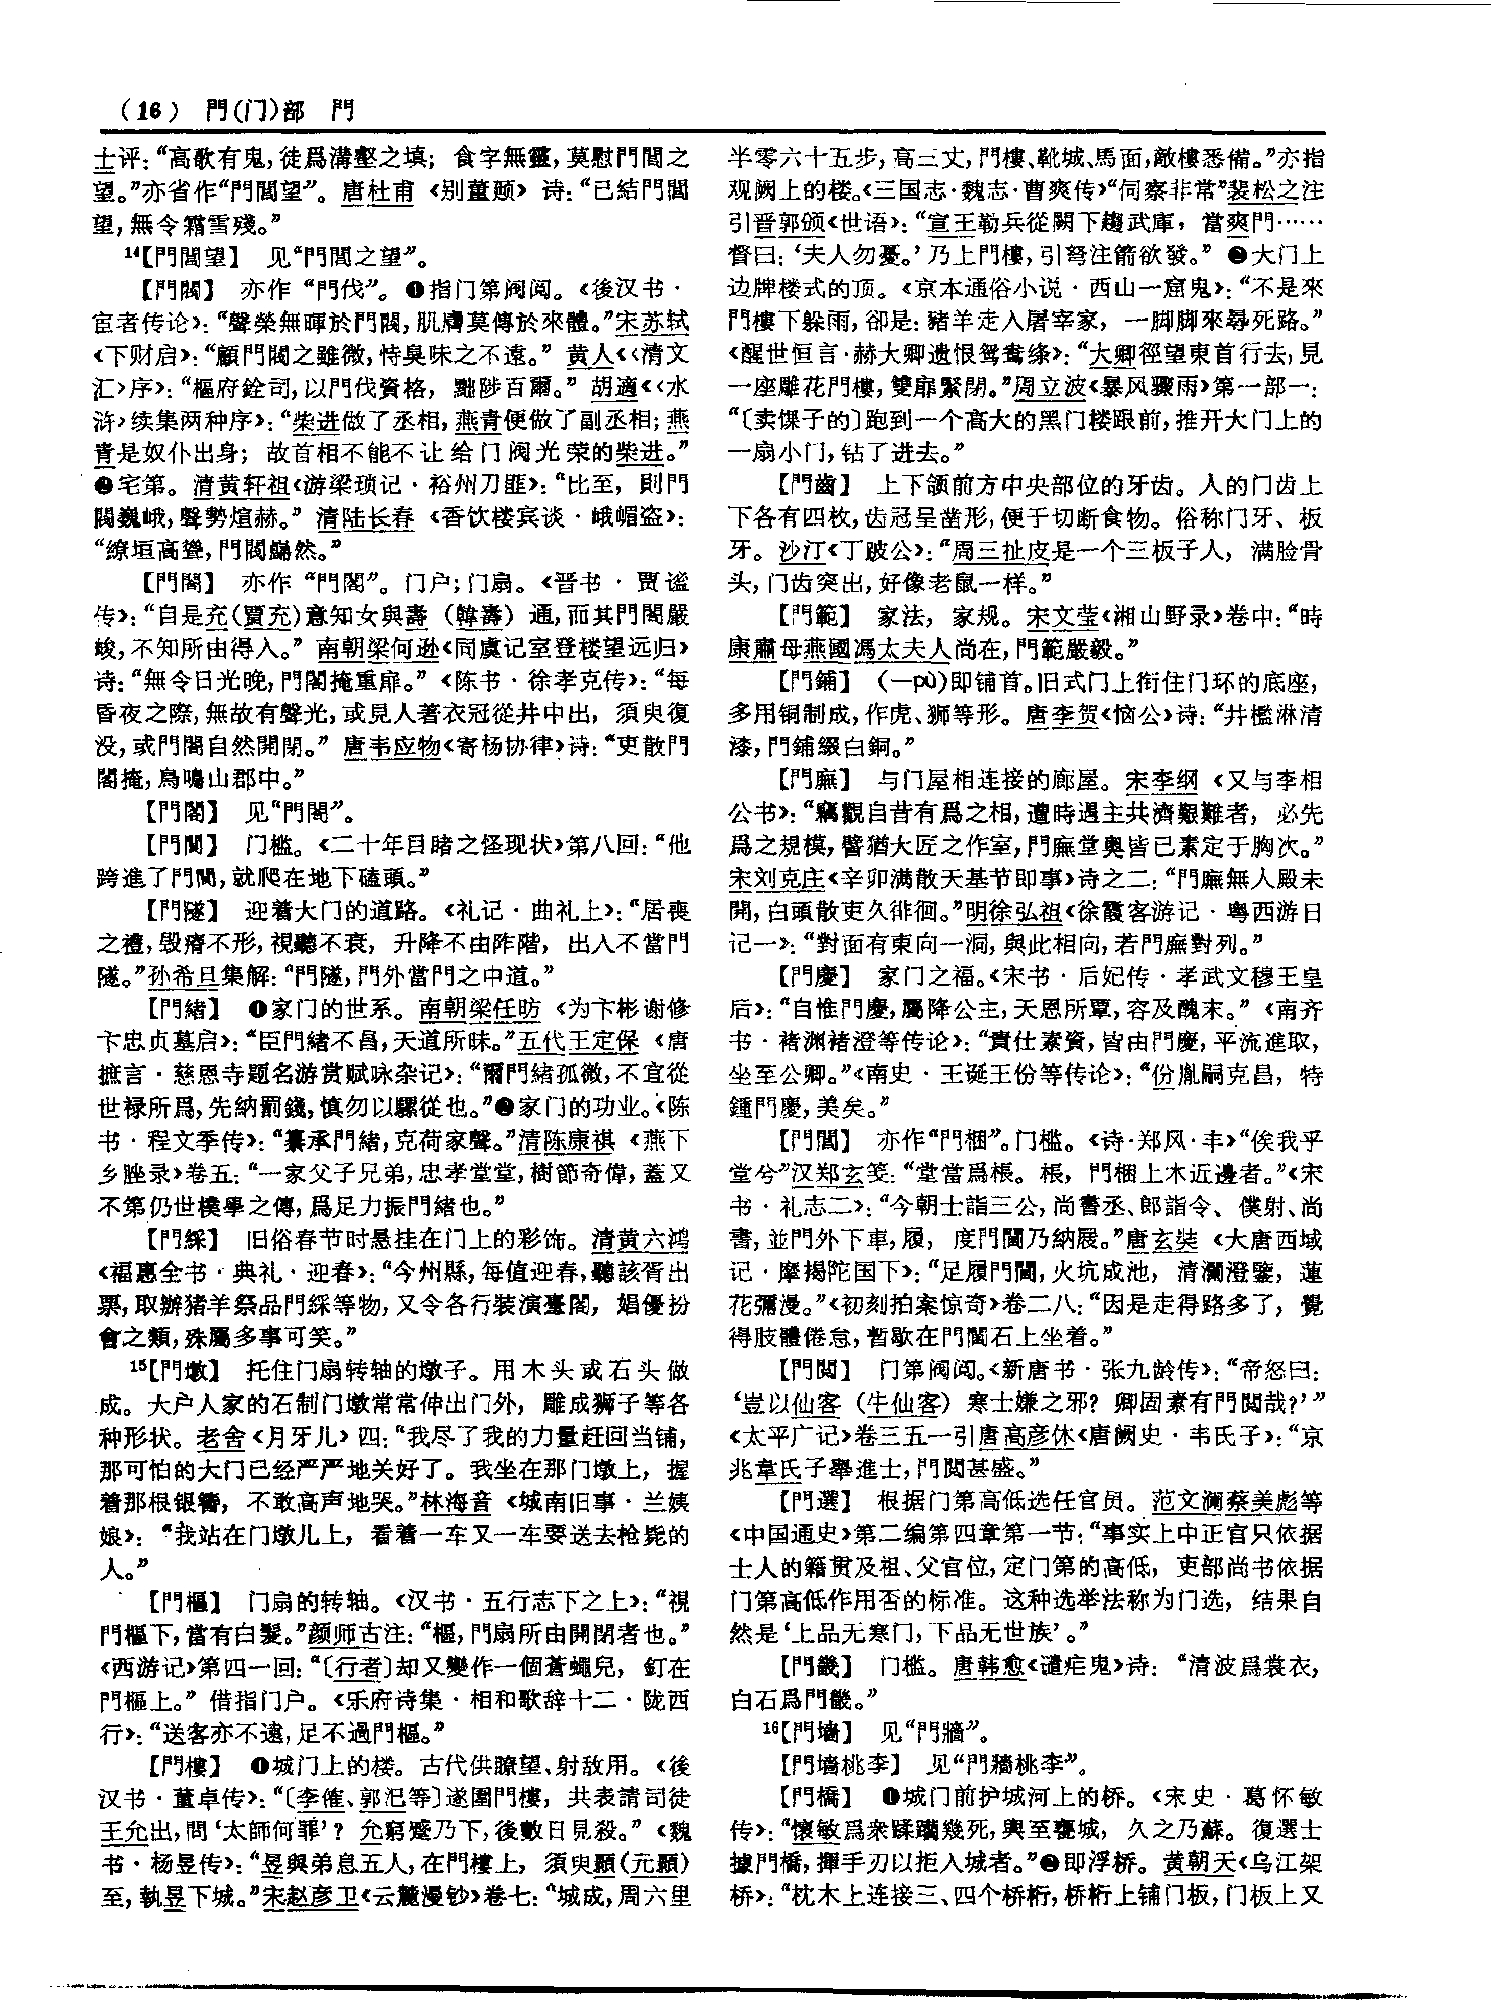 （16） 門(门)部 門
士评：“高歌有鬼，徒爲溝壑之填；食字無靈，莫慰門閭之
望。”亦省作“門閭望”。唐杜甫《别董颋》诗：“已結門閭
望，無令霜雪殘。”
14【門閭望】 见“門閭之望”。
【門閥】 亦作“門伐”。❶指门第阀阅。《後汉书·
宦者传论》：“聲榮無暉於門閥，肌膚莫傳於來體。”宋苏轼
《下财启》：“顧門閥之雖微，恃臭味之不遠。”黄人《〈清文
汇〉序》：“樞府銓司，以門伐資格，黜陟百爾。”胡適《〈水
浒〉续集两种序》：“柴进做了丞相，燕青便做了副丞相；燕
青是奴仆出身；故首相不能不让给门阀光荣的柴进。”
❷宅第。清黄轩祖《游梁琐记·裕州刀匪》：“比至，則門
閥巍峨，聲勢煊赫。”清陆长春《香饮楼宾谈·峨嵋盗》：
“缭垣高聳，門閥巋然。”
【門閤】 亦作“門閣”。门户；门扇。《晋书·贾谧
传》：“自是充(賈充)意知女與壽（韓壽）通，而其門閤嚴
峻，不知所由得入。”南朝梁何逊《同虞记室登楼望远归》
诗：“無令日光晚，門閤掩重扉。”《陈书·徐孝克传》：“每
昏夜之際，無故有聲光，或見人著衣冠從井中出，須臾復
没，或門閤自然開閉。”唐韦应物《寄杨协律》诗：“吏散門
閤掩，鳥鳴山郡中。”
【門閣】 见“門閤”。
【門閬】 门槛。《二十年目睹之怪现状》第八回：“他
跨進了門閬，就爬在地下磕頭。”
【門隧】 迎着大门的道路。《礼记·曲礼上》：“居喪
之禮，毁瘠不形，視聽不衰，升降不由阼階，出入不當門
隧。”孙希旦集解：“門隧，門外當門之中道。”
【門緒】 ❶家门的世系。南朝梁任昉《为卞彬谢修
卞忠贞墓启》：“臣門緒不昌，天道所昧。”五代王定保《唐
摭言·慈恩寺题名游赏赋咏杂记》：“爾門緒孤微，不宜從
世禄所爲，先納罰錢，慎勿以騾從也。”❷家门的功业。《陈
书·程文季传》：“纂承門緒，克荷家聲。”清陈康祺《燕下
乡脞录》卷五：“一家父子兄弟，忠孝堂堂，樹節奇偉，蓋又
不第仍世樸學之傳，爲足力振門緒也。”
【門綵】 旧俗春节时悬挂在门上的彩饰。清黄六鸿
《福惠全书·典礼·迎春》：“今州縣，每值迎春，聽該胥出
票，取辦猪羊祭品門綵等物，又令各行裝演臺閣，娼優扮
會之類，殊屬多事可笑。”
15【門墩】 托住门扇转轴的墩子。用木头或石头做
成。大户人家的石制门墩常常伸出门外，雕成狮子等各
种形状。老舍《月牙儿》四：“我尽了我的力量赶回当铺，
那可怕的大门已经严严地关好了。我坐在那门墩上，握
着那根银簪，不敢高声地哭。”林海音《城南旧事·兰姨
娘》：“我站在门墩儿上，看着一车又一车要送去枪毙的
人。”
【門樞】 门扇的转轴。《汉书·五行志下之上》：“視
門樞下，當有白髮。”颜师古注：“樞，門扇所由開閉者也。”
《西游记》第四一回：“〔行者〕却又變作一個蒼蠅兒，釘在
門樞上。”借指门户。《乐府诗集·相和歌辞十二·陇西
行》：“送客亦不遠，足不過門樞。”
【門樓】 ❶城门上的楼。古代供瞭望、射敌用。《後
汉书·董卓传》：“〔李傕、郭汜等〕遂圍門樓，共表請司徒
王允出，問‘太師何罪’？允窮蹙乃下，後數日見殺。”《魏
书·杨昱传》：“昱與弟息五人，在門樓上，須臾顥(元顥)
至，執昱下城。”宋赵彦卫《云麓漫钞》卷七：“城成，周六里
半零六十五步，高三丈，門樓、靴城、馬面，敵樓悉備。”亦指
观阙上的楼。《三国志·魏志·曹爽传》“伺察非常”裴松之注
引晋郭颁《世语》：“宣王勒兵從闕下趨武庫，當爽門……
督曰：‘夫人勿憂。’乃上門樓，引弩注箭欲發。”❷大门上
边牌楼式的顶。《京本通俗小说·西山一窟鬼》：“不是來
門樓下躲雨，卻是：豬羊走入屠宰家，一脚脚來尋死路。”
《醒世恒言·赫大卿遗恨鸳鸯绦》：“大卿徑望東首行去，見
一座雕花門樓，雙扉緊閉。”周立波《暴风骤雨》第一部一：
“〔卖馃子的〕跑到一个高大的黑门楼跟前，推开大门上的
一扇小门，钻了进去。”
【門齒】 上下颌前方中央部位的牙齿。人的门齿上
下各有四枚，齿冠呈凿形，便于切断食物。俗称门牙、板
牙。沙汀《丁跛公》：“周三扯皮是一个三板子人，满脸骨
头，门齿突出，好像老鼠一样。”
【門範】 家法，家规。宋文莹《湘山野录》卷中：“時
康肅母燕國馮太夫人尚在，門範嚴毅。”
【門鋪】 （一pù）即铺首。旧式门上衔住门环的底座，
多用铜制成，作虎、狮等形。唐李贺《恼公》诗：“井檻淋清
漆，門鋪綴白銅。”
【門廡】 与门屋相连接的廊屋。宋李纲《又与李相
公书》：“竊觀自昔有爲之相，遭時遇主共濟艱難者，必先
爲之規模，譬猶大匠之作室，門廡堂奥皆已素定于胸次。”
宋刘克庄《辛卯满散天基节即事》诗之二：“門廡無人殿未
開，白頭散吏久徘徊。”明徐弘祖《徐霞客游记·粤西游日
记一》：“對面有東向一洞，與此相向，若門廡對列。”
【門慶】 家门之福。《宋书·后妃传·孝武文穆王皇
后》：“自惟門慶，屬降公主，天恩所覃，容及醜末。”《南齐
书·褚渊褚澄等传论》：“貴仕素資，皆由門慶，平流進取，
坐至公卿。”《南史·王诞王份等传论》：“份胤嗣克昌，特
鍾門慶，美矣。”
【門閫】 亦作“門梱”。门槛。《诗·郑风·丰》“俟我乎
堂兮”汉郑玄笺：“堂當爲棖。棖，門梱上木近邊者。”《宋
书·礼志二》：“今朝士詣三公，尚書丞、郎詣令、僕射、尚
書，並門外下車，履，度門閫乃納屐。”唐玄奘《大唐西域
记·摩揭陀国下》：“足履門閫，火坑成池，清瀾澄鑒，蓮
花彌漫。”《初刻拍案惊奇》卷二八：“因是走得路多了，覺
得肢體倦怠，暫歇在門閫石上坐着。”
【門閲】 门第阀阅。《新唐书·张九龄传》：“帝怒曰：
‘豈以仙客（牛仙客）寒士嫌之邪？卿固素有門閲哉？’”
《太平广记》卷三五一引唐高彦休《唐阙史·韦氏子》：“京
兆韋氏子舉進士，門閲甚盛。”
【門選】 根据门第高低选任官员。范文澜蔡美彪等
《中国通史》第二编第四章第一节：“事实上中正官只依据
士人的籍贯及祖、父官位，定门第的高低，吏部尚书依据
门第高低作用否的标准。这种选举法称为门选，结果自
然是‘上品无寒门，下品无世族’。”
【門畿】 门槛。唐韩愈《谴疟鬼》诗：“清波爲裳衣，
白石爲門畿。”
16【門墙】 见“門牆”。
【門墙桃李】 见“門牆桃李”。
【門橋】 ❶城门前护城河上的桥。《宋史·葛怀敏
传》：“懷敏爲衆蹂躪幾死，輿至甕城，久之乃蘇。復選士
據門橋，揮手刃以拒入城者。”❷即浮桥。黄朝天《乌江架
桥》：“枕木上连接三、四个桥桁，桥桁上铺门板，门板上又